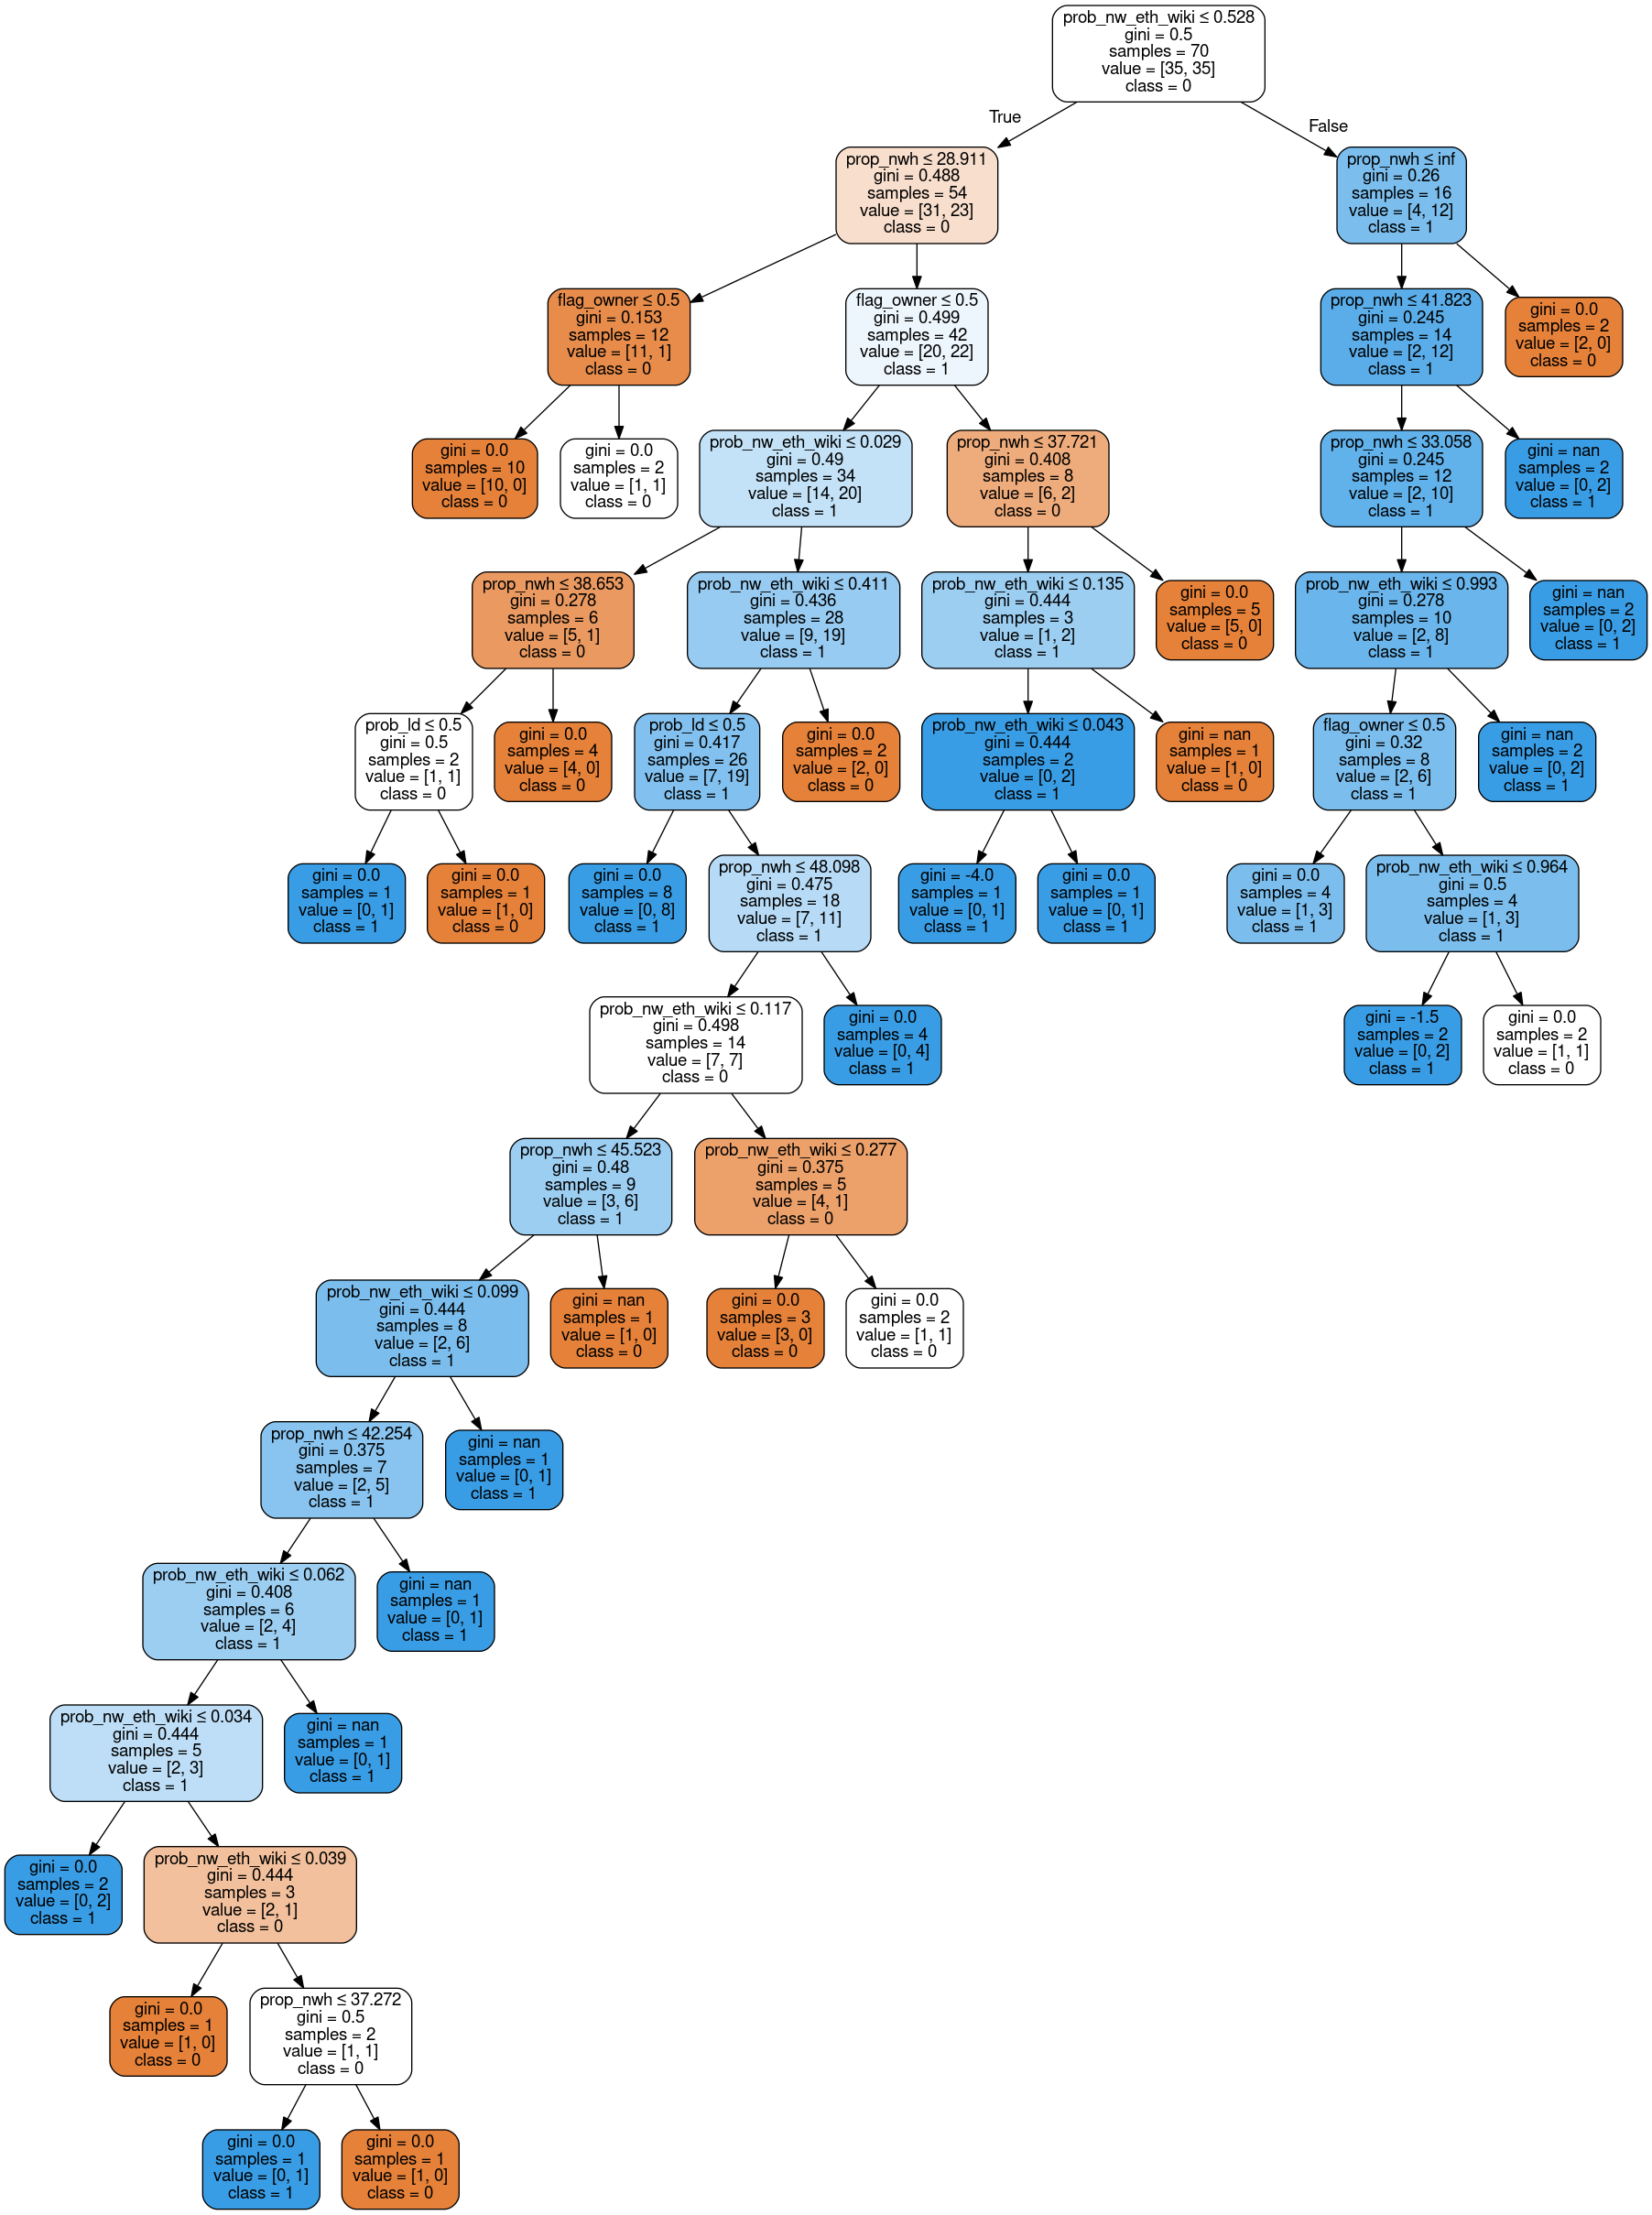 prob_nw_eth_wiki ≤ 0.528
gini = 0.5
samples = 70
value = [35, 35]
class = 0
True
False
prop_nwh ≤ 28.911
gini = 0.488
samples = 54
value = [31, 23]
class = 0
prop_nwh ≤ inf
gini = 0.26
samples = 16
value = [4, 12]
class = 1
flag_owner ≤ 0.5
gini = 0.153
samples = 12
value = [11, 1]
class = 0
flag_owner ≤ 0.5
gini = 0.499
samples = 42
value = [20, 22]
class = 1
prop_nwh ≤ 41.823
gini = 0.245
samples = 14
value = [2, 12]
class = 1
gini = 0.0
samples = 2
value = [2, 0]
class = 0
gini = 0.0
samples = 10
value = [10, 0]
class = 0
gini = 0.0
samples = 2
value = [1, 1]
class = 0
prob_nw_eth_wiki ≤ 0.029
gini = 0.49
samples = 34
value = [14, 20]
class = 1
prop_nwh ≤ 37.721
gini = 0.408
samples = 8
value = [6, 2]
class = 0
prop_nwh ≤ 33.058
gini = 0.245
samples = 12
value = [2, 10]
class = 1
gini = nan
samples = 2
value = [0, 2]
class = 1
prop_nwh ≤ 38.653
gini = 0.278
samples = 6
value = [5, 1]
class = 0
prob_nw_eth_wiki ≤ 0.411
gini = 0.436
samples = 28
value = [9, 19]
class = 1
prob_nw_eth_wiki ≤ 0.135
gini = 0.444
samples = 3
value = [1, 2]
class = 1
gini = 0.0
samples = 5
value = [5, 0]
class = 0
prob_nw_eth_wiki ≤ 0.993
gini = 0.278
samples = 10
value = [2, 8]
class = 1
gini = nan
samples = 2
value = [0, 2]
class = 1
prob_ld ≤ 0.5
gini = 0.5
samples = 2
value = [1, 1]
class = 0
gini = 0.0
samples = 4
value = [4, 0]
class = 0
prob_ld ≤ 0.5
gini = 0.417
samples = 26
value = [7, 19]
class = 1
gini = 0.0
samples = 2
value = [2, 0]
class = 0
prob_nw_eth_wiki ≤ 0.043
gini = 0.444
samples = 2
value = [0, 2]
class = 1
gini = nan
samples = 1
value = [1, 0]
class = 0
flag_owner ≤ 0.5
gini = 0.32
samples = 8
value = [2, 6]
class = 1
gini = nan
samples = 2
value = [0, 2]
class = 1
gini = 0.0
samples = 1
value = [0, 1]
class = 1
gini = 0.0
samples = 1
value = [1, 0]
class = 0
gini = 0.0
samples = 8
value = [0, 8]
class = 1
prop_nwh ≤ 48.098
gini = 0.475
samples = 18
value = [7, 11]
class = 1
gini = -4.0
samples = 1
value = [0, 1]
class = 1
gini = 0.0
samples = 1
value = [0, 1]
class = 1
gini = 0.0
samples = 4
value = [1, 3]
class = 1
prob_nw_eth_wiki ≤ 0.964
gini = 0.5
samples = 4
value = [1, 3]
class = 1
prob_nw_eth_wiki ≤ 0.117
gini = 0.498
samples = 14
value = [7, 7]
class = 0
gini = 0.0
samples = 4
value = [0, 4]
class = 1
gini = -1.5
samples = 2
value = [0, 2]
class = 1
gini = 0.0
samples = 2
value = [1, 1]
class = 0
prop_nwh ≤ 45.523
gini = 0.48
samples = 9
value = [3, 6]
class = 1
prob_nw_eth_wiki ≤ 0.277
gini = 0.375
samples = 5
value = [4, 1]
class = 0
prob_nw_eth_wiki ≤ 0.099
gini = 0.444
samples = 8
value = [2, 6]
class = 1
gini = nan
samples = 1
value = [1, 0]
class = 0
gini = 0.0
samples = 3
value = [3, 0]
class = 0
gini = 0.0
samples = 2
value = [1, 1]
class = 0
prop_nwh ≤ 42.254
gini = 0.375
samples = 7
value = [2, 5]
class = 1
gini = nan
samples = 1
value = [0, 1]
class = 1
prob_nw_eth_wiki ≤ 0.062
gini = 0.408
samples = 6
value = [2, 4]
class = 1
gini = nan
samples = 1
value = [0, 1]
class = 1
prob_nw_eth_wiki ≤ 0.034
gini = 0.444
samples = 5
value = [2, 3]
class = 1
gini = nan
samples = 1
value = [0, 1]
class = 1
gini = 0.0
samples = 2
value = [0, 2]
class = 1
prob_nw_eth_wiki ≤ 0.039
gini = 0.444
samples = 3
value = [2, 1]
class = 0
gini = 0.0
samples = 1
value = [1, 0]
class = 0
prop_nwh ≤ 37.272
gini = 0.5
samples = 2
value = [1, 1]
class = 0
gini = 0.0
samples = 1
value = [0, 1]
class = 1
gini = 0.0
samples = 1
value = [1, 0]
class = 0